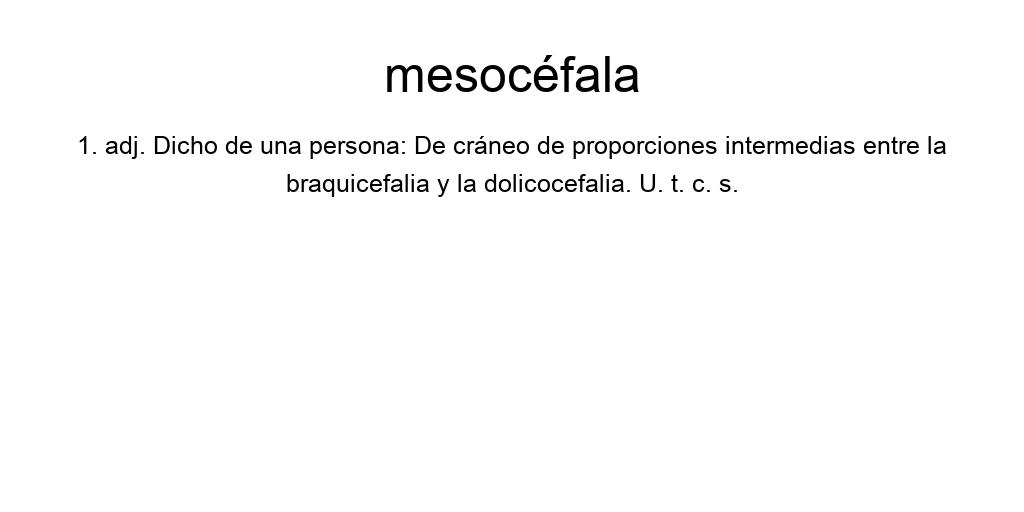 mesocéfala
1. adj. Dicho de una persona: De cráneo de proporciones intermedias entre la
braquicefalia y la dolicocefalia. U. t. c. s.